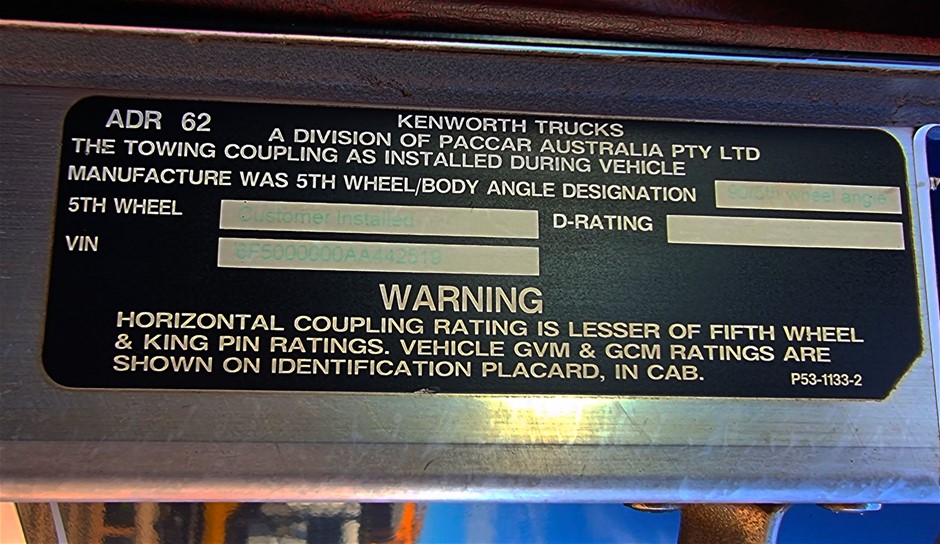 ADR 62
KENWORTH TRUCKS
A DIVISION OF PACCAR AUSTRALIA PTY LTD
THE TOWING COUPLING AS INSTALLED DURING VEHICLE
MANUFACTURE WAS 5TH WHEEL/BODY ANGLE DESIGNATION wheel angle
5TH WHEEL Customer Installed D-RATING
VIN 6F5000000AA442519
WARNING
HORIZONTAL COUPLING RATING IS LESSER OF FIFTH WHEEL
& KING PIN RATINGS. VEHICLE GVM & GCM RATINGS ARE
SHOWN ON IDENTIFICATION PLACARD, IN CAB.
P53-1133-2